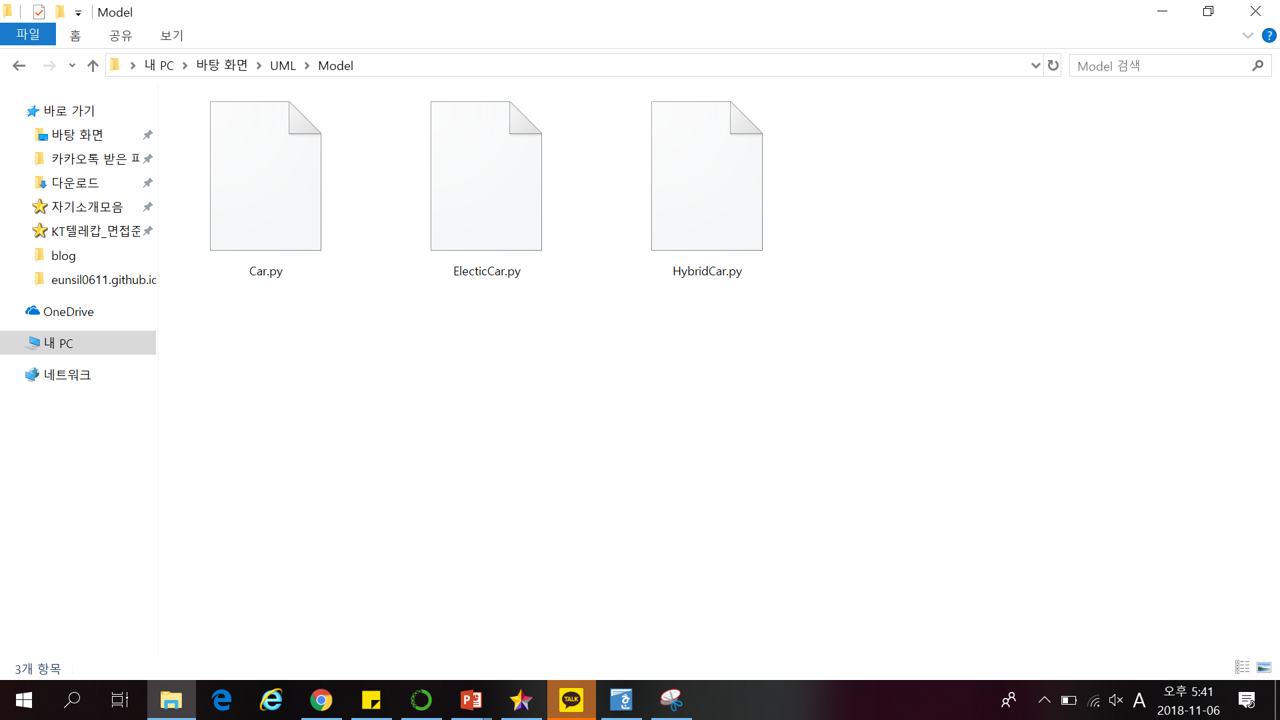 Model
파일 홈 공유 보기
내 PC 바탕 화면 UML Model
Model 검색
바로 가기
바탕 화면
카카오톡 받은 파
다운로드
자기소개모음
KT텔레캅_면접준
blog
eunsil0611.github.io
OneDrive
내 PC
네트워크
Car.py
ElecticCar.py
HybridCar.py
3개 항목
TALK
A
오후 5:41
2018-11-06